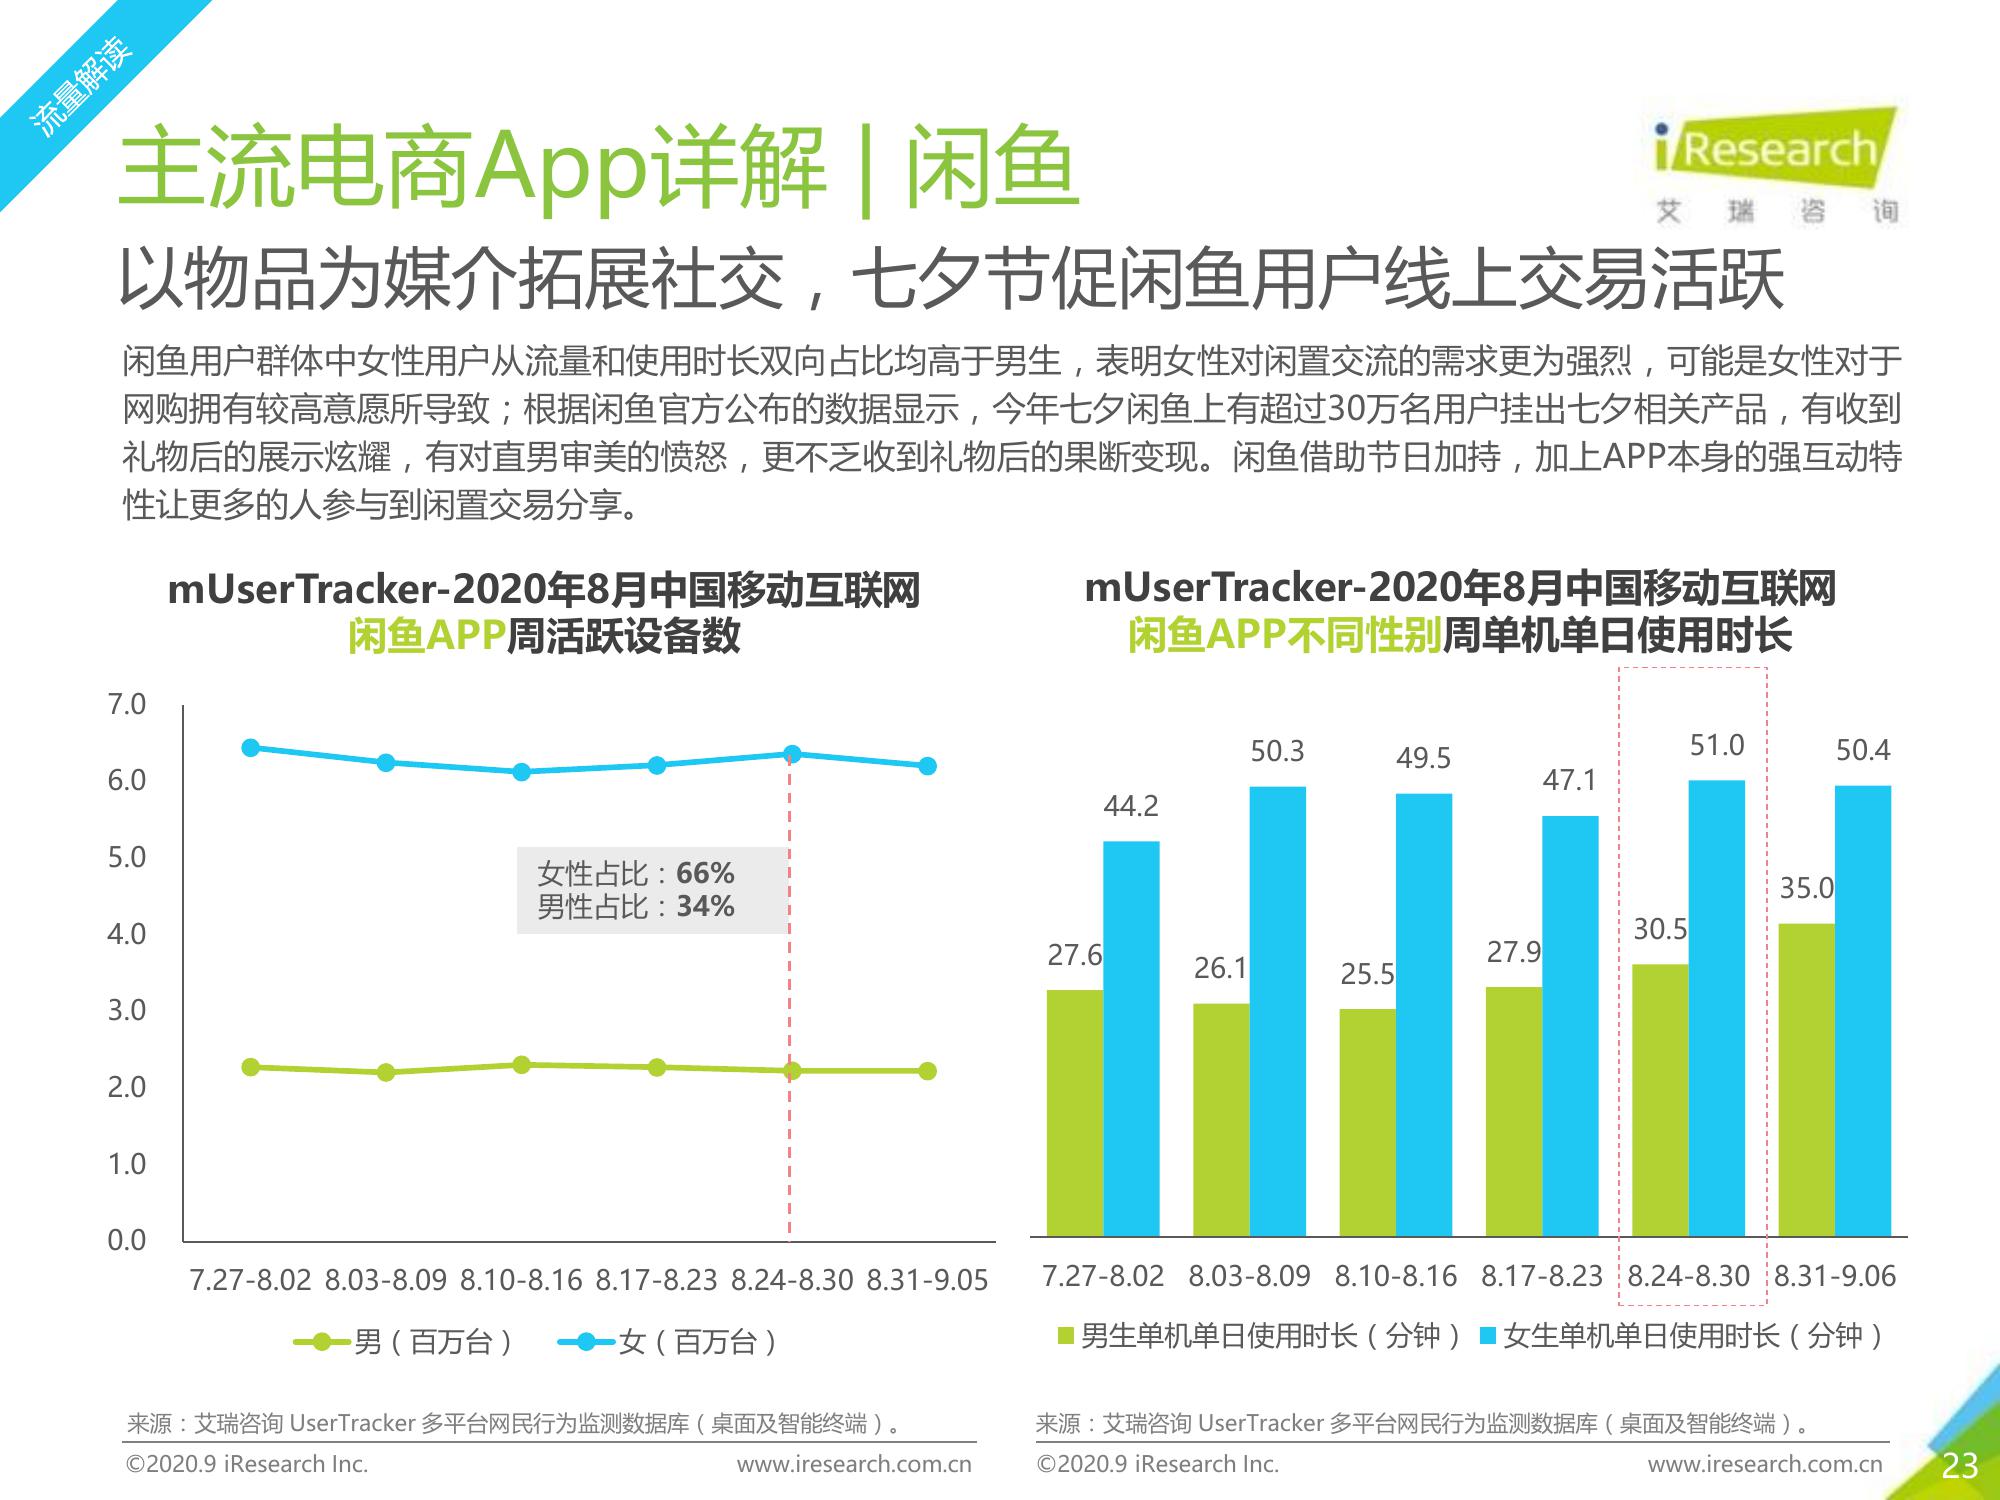 流量解读
主流电商App详解 | 闲鱼
iResearch
艾 瑞 咨 询
以物品为媒介拓展社交，七夕节促闲鱼用户线上交易活跃
闲鱼用户群体中女性用户从流量和使用时长双向占比均高于男生，表明女性对闲置交流的需求更为强烈，可能是女性对于
网购拥有较高意愿所导致；根据闲鱼官方公布的数据显示，今年七夕闲鱼上有超过30万名用户挂出七夕相关产品，有收到
礼物后的展示炫耀，有对直男审美的愤怒，更不乏收到礼物后的果断变现。闲鱼借助节日加持，加上APP本身的强互动特
性让更多的人参与到闲置交易分享。
mUserTracker-2020年8月中国移动互联网
闲鱼APP周活跃设备数
7.0
6.0
5.0
4.0
3.0
2.0
1.0
0.0
女性占比：66%
男性占比：34%
7.27-8.02 8.03-8.09 8.10-8.16 8.17-8.23 8.24-8.30 8.31-9.05
男（百万台） 女（百万台）
mUserTracker-2020年8月中国移动互联网
闲鱼APP不同性别周单机单日使用时长
27.6 44.2 26.1 50.3 25.5 49.5 27.9 47.1 30.5 51.0 35.0 50.4
7.27-8.02 8.03-8.09 8.10-8.16 8.17-8.23 8.24-8.30 8.31-9.06
男生单机单日使用时长（分钟） 女生单机单日使用时长（分钟）
来源：艾瑞咨询 UserTracker 多平台网民行为监测数据库（桌面及智能终端）。
©2020.9 iResearch Inc. www.iresearch.com.cn
来源：艾瑞咨询 UserTracker 多平台网民行为监测数据库（桌面及智能终端）。
©2020.9 iResearch Inc. www.iresearch.com.cn
23